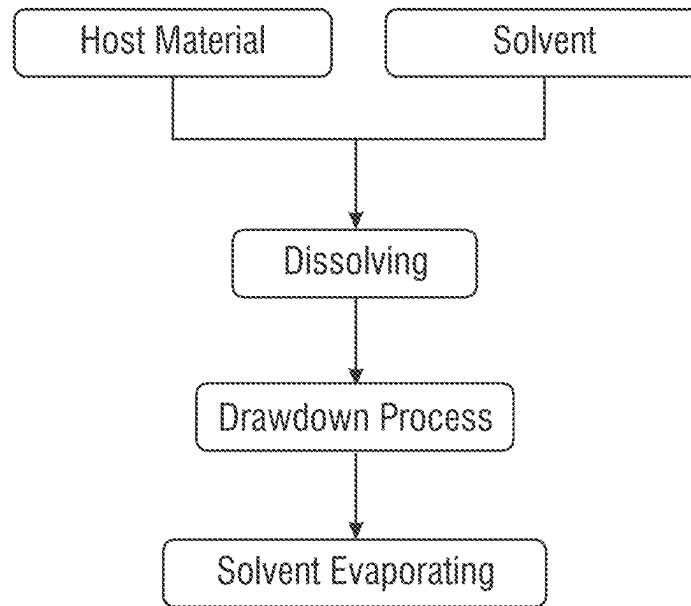 Host Material
Solvent
Dissolving
Drawdown Process
Solvent Evaporating